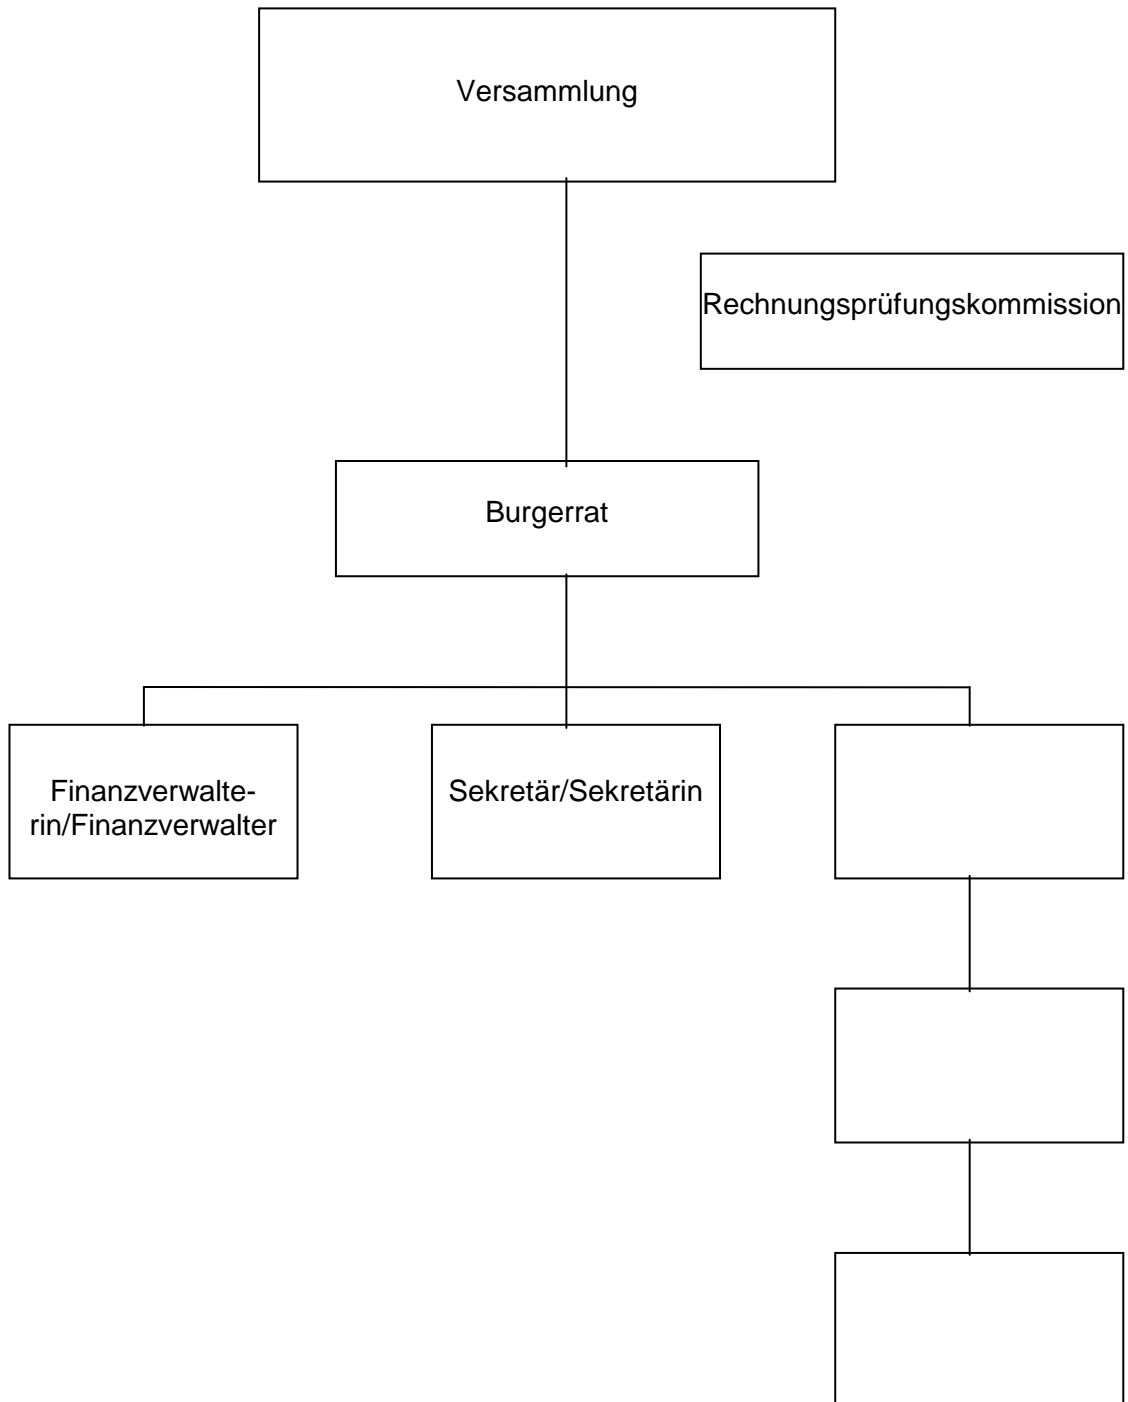 Versammlung
Rechnungsprüfungskommission
Burgerrat
Finanzverwalte-
rin/Finanzverwalter
Sekretär/Sekretärin